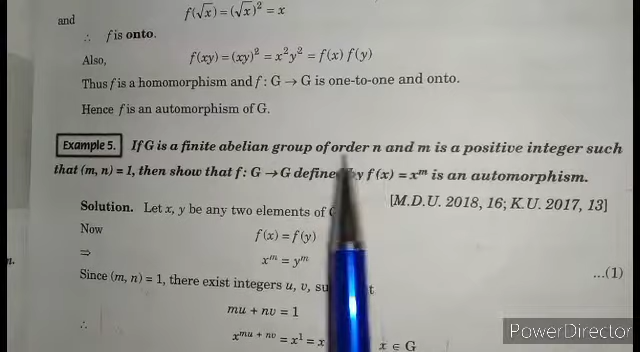 f(√x) = (√x)² = x
and
∴ f is onto.
Also, f(xy) = (xy)² = x²y² = f(x) f(y)
Thus f is a homomorphism and f : G → G is one-to-one and onto.
Hence f is an automorphism of G.
Example 5. If G is a finite abelian group of order n and m is a positive integer such
that (m, n) = 1, then show that f : G → G define y f (x) = xᵐ is an automorphism.
Solution. Let x, y be any two elements of [M.D.U. 2018, 16; K.U. 2017, 13]
Now f(x) = f(y)
⇒ xᵐ = yᵐ ...(1)
Since (m, n) = 1, there exist integers u, v, su t
mu + nv = 1
∴ xᵐᵘ ⁺ ⁿᵛ = x¹ = x x ∈ G
n.
PowerDirector